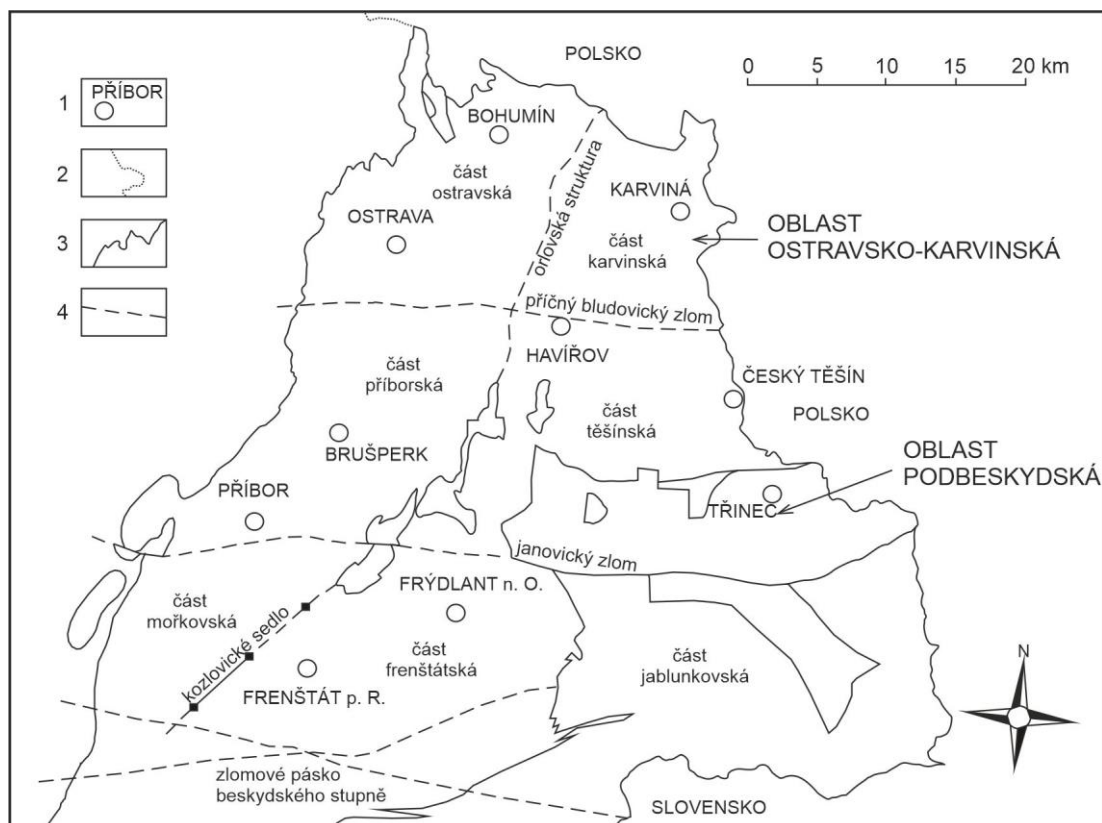 1
PŘÍBOR
2
3
4
POLSKO
0 5 10 15 20 km
BOHUMÍN
část
ostravská
OSTRAVA
orlovská struktura
KARVINÁ
část
karvinská
OBLAST
OSTRAVSKO-KARVINSKÁ
příčný bludovický zlom
HAVÍŘOV
část
příborská
ČESKÝ TĚŠÍN
POLSKO
část
těšínská
BRUŠPERK
OBLAST
PODBESKYDSKÁ
PŘÍBOR
TŘINEC
janovický zlom
FRÝDLANT n. O.
část
mořkovská
kozlovické sedlo
část
frenštátská
část
jablunkovská
FRENŠTÁT p. R.
N
zlomové pásko
beskydského stupně
SLOVENSKO